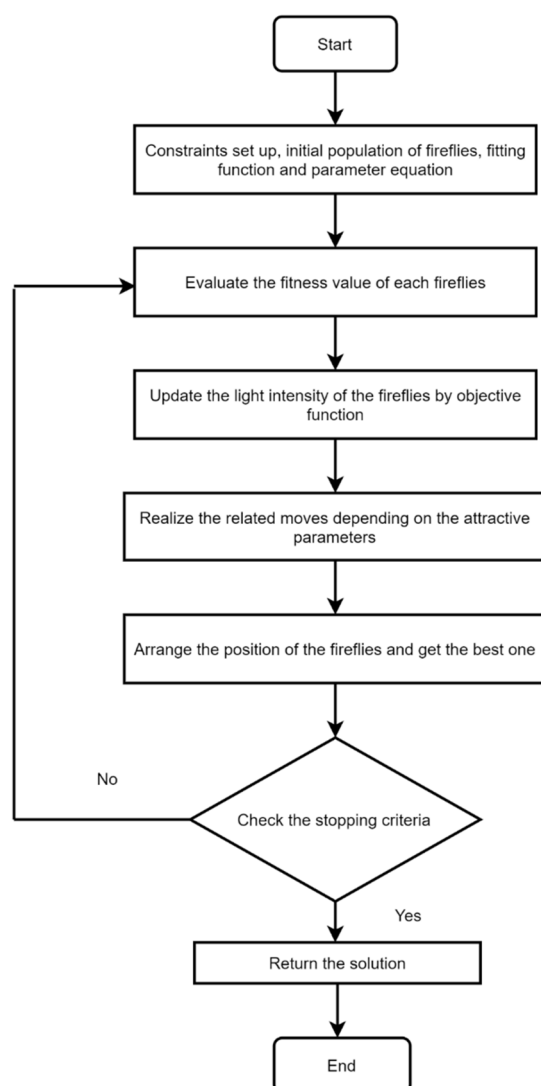 Start
Constraints set up, initial population of fireflies, fitting
function and parameter equation
Evaluate the fitness value of each fireflies
Update the light intensity of the fireflies by objective
function
Realize the related moves depending on the attractive
parameters
Arrange the position of the fireflies and get the best one
No
Check the stopping criteria
Yes
Return the solution
End